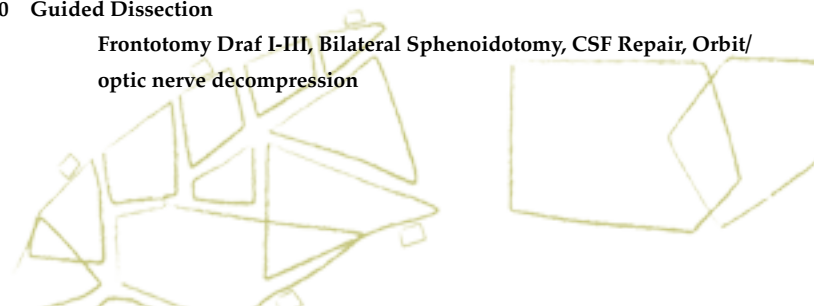 0 Guided Dissection
Frontotomy Draf I-III, Bilateral Sphenoidotomy, CSF Repair, Orbit/
optic nerve decompression